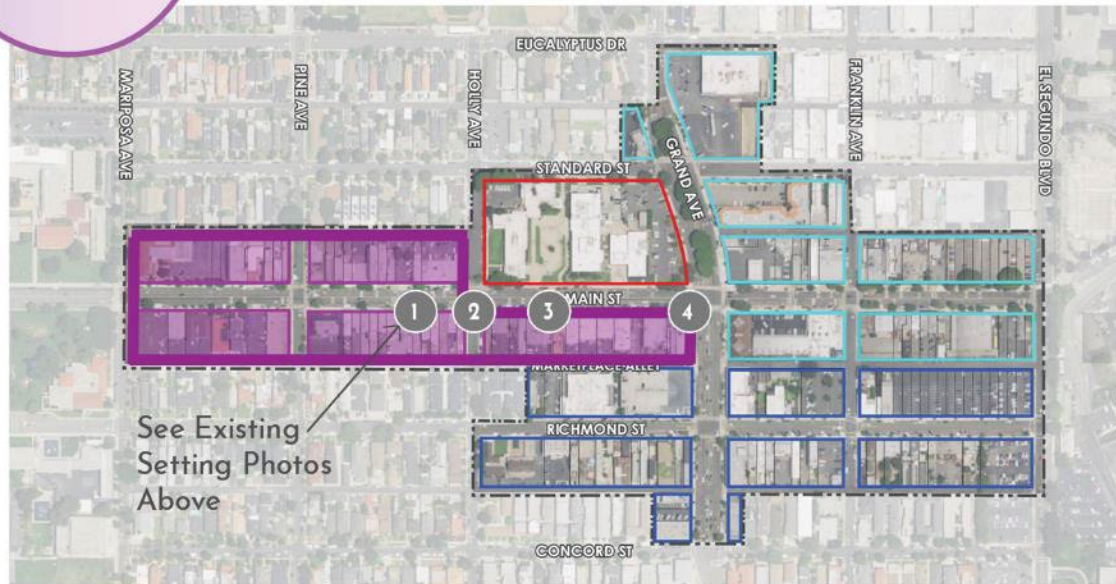 EUCALYPTUS DR
MARIPOSA AVE
PINE AVE
HOLLY AVE
FRANKLIN AVE
EL SEGUNDO BLVD
GRAND AVE
STANDARD ST
1
2
3
4
MAIN ST
MARKETPLACE ALLEY
RICHMOND ST
See Existing
Setting Photos
Above
CONCORD ST